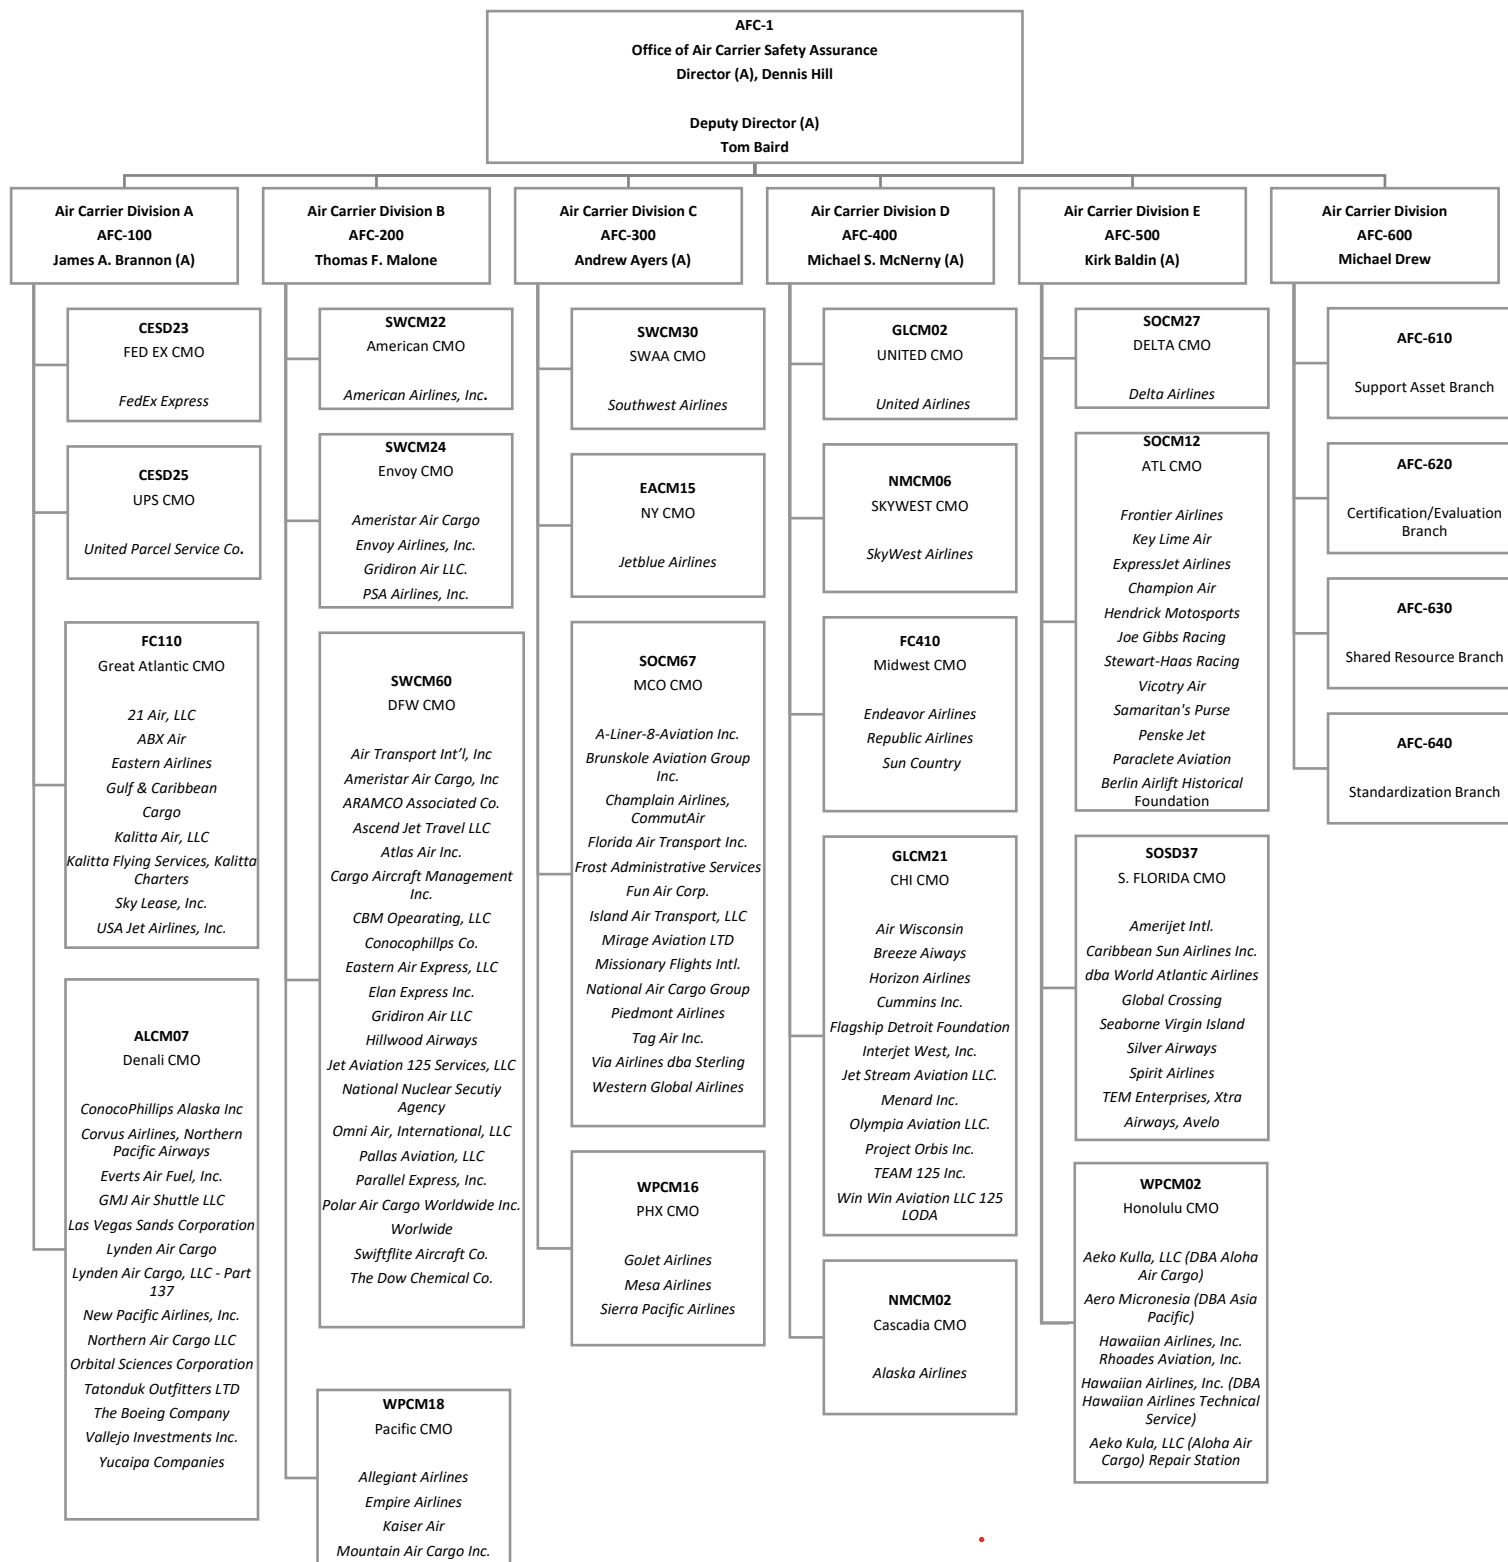 AFC-1
Office of Air Carrier Safety Assurance
Director (A), Dennis Hill
Deputy Director (A)
Tom Baird
Air Carrier Division A
AFC-100
James A. Brannon (A)
CESD23
FED EX CMO
FedEx Express
CESD25
UPS CMO
United Parcel Service Co.
FC110
Great Atlantic CMO
21 Air, LLC
ABX Air
Eastern Airlines
Gulf & Caribbean
Cargo
Kalitta Air, LLC
Kalitta Flying Services, Kalitta
Charters
Sky Lease, Inc.
USA Jet Airlines, Inc.
ALCM07
Denali CMO
ConocoPhillips Alaska Inc
Corvus Airlines, Northern
Pacific Airways
Everts Air Fuel, Inc.
GMJ Air Shuttle LLC
Las Vegas Sands Corporation
Lynden Air Cargo
Lynden Air Cargo, LLC - Part
137
New Pacific Airlines, Inc.
Northern Air Cargo LLC
Orbital Sciences Corporation
Tatonduk Outfitters LTD
The Boeing Company
Vallejo Investments Inc.
Yucaipa Companies
Air Carrier Division B
AFC-200
Thomas F. Malone
SWCM22
American CMO
American Airlines, Inc.
SWCM24
Envoy CMO
Ameristar Air Cargo
Envoy Airlines, Inc.
Gridiron Air LLC.
PSA Airlines, Inc.
SWCM60
DFW CMO
Air Transport Int’l, Inc
Ameristar Air Cargo, Inc
ARAMCO Associated Co.
Ascend Jet Travel LLC
Atlas Air Inc.
Cargo Aircraft Management
Inc.
CBM Opearating, LLC
Conocophillps Co.
Eastern Air Express, LLC
Elan Express Inc.
Gridiron Air LLC
Hillwood Airways
Jet Aviation 125 Services, LLC
National Nuclear Secutiy
Agency
Omni Air, International, LLC
Pallas Aviation, LLC
Parallel Express, Inc.
Polar Air Cargo Worldwide Inc.
Worlwide
Swiftflite Aircraft Co.
The Dow Chemical Co.
WPCM18
Pacific CMO
Allegiant Airlines
Empire Airlines
Kaiser Air
Mountain Air Cargo Inc.
Air Carrier Division C
AFC-300
Andrew Ayers (A)
SWCM30
SWAA CMO
Southwest Airlines
EACM15
NY CMO
Jetblue Airlines
SOCM67
MCO CMO
A-Liner-8-Aviation Inc.
Brunskole Aviation Group
Inc.
Champlain Airlines,
CommutAir
Florida Air Transport Inc.
Frost Administrative Services
Fun Air Corp.
Island Air Transport, LLC
Mirage Aviation LTD
Missionary Flights Intl.
National Air Cargo Group
Piedmont Airlines
Tag Air Inc.
Via Airlines dba Sterling
Western Global Airlines
WPCM16
PHX CMO
GoJet Airlines
Mesa Airlines
Sierra Pacific Airlines
Air Carrier Division D
AFC-400
Michael S. McNerny (A)
GLCM02
UNITED CMO
United Airlines
NMCM06
SKYWEST CMO
SkyWest Airlines
FC410
Midwest CMO
Endeavor Airlines
Republic Airlines
Sun Country
GLCM21
CHI CMO
Air Wisconsin
Breeze Aiways
Horizon Airlines
Cummins Inc.
Flagship Detroit Foundation
Interjet West, Inc.
Jet Stream Aviation LLC.
Menard Inc.
Olympia Aviation LLC.
Project Orbis Inc.
TEAM 125 Inc.
Win Win Aviation LLC 125
LODA
NMCM02
Cascadia CMO
Alaska Airlines
Air Carrier Division E
AFC-500
Kirk Baldin (A)
SOCM27
DELTA CMO
Delta Airlines
SOCM12
ATL CMO
Frontier Airlines
Key Lime Air
ExpressJet Airlines
Champion Air
Hendrick Motosports
Joe Gibbs Racing
Stewart-Haas Racing
Vicotry Air
Samaritan's Purse
Penske Jet
Paraclete Aviation
Berlin Airlift Historical
Foundation
SOSD37
S. FLORIDA CMO
Amerijet Intl.
Caribbean Sun Airlines Inc.
dba World Atlantic Airlines
Global Crossing
Seaborne Virgin Island
Silver Airways
Spirit Airlines
TEM Enterprises, Xtra
Airways, Avelo
WPCM02
Honolulu CMO
Aeko Kulla, LLC (DBA Aloha
Air Cargo)
Aero Micronesia (DBA Asia
Pacific)
Hawaiian Airlines, Inc.
Rhoades Aviation, Inc.
Hawaiian Airlines, Inc. (DBA
Hawaiian Airlines Technical
Service)
Aeko Kula, LLC (Aloha Air
Cargo) Repair Station
Air Carrier Division
AFC-600
Michael Drew
AFC-610
Support Asset Branch
AFC-620
Certification/Evaluation
Branch
AFC-630
Shared Resource Branch
AFC-640
Standardization Branch